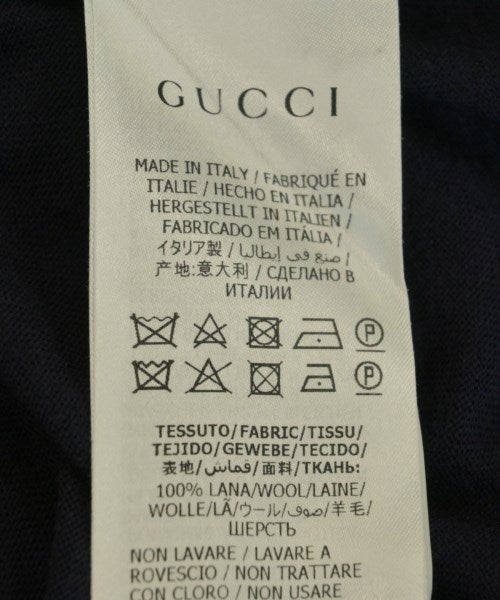 GUCCI
MADE IN ITALY / FABRIQUÉ EN
ITALIE / HECHO EN ITALIA /
HERGESTELLT IN ITALIEN /
FABRICADO EM ITÁLIA /
イタリア製 / صنع في إيطاليا /
产地:意大利 / СДЕЛАНО В
ИТАЛИИ
P
P
TESSUTO/FABRIC/TISSU/
TEJIDO/GEWEBE/TECIDO/
表地/قماش/面料/ТКАНЬ:
100% LANA/WOOL/LAINE/
WOLLE/LÃ/ウール/صوف/羊毛/
ШЕРСТЬ
NON LAVARE / LAVARE A
ROVESCIO / NON TRATTARE
CON CLORO / NON USARE